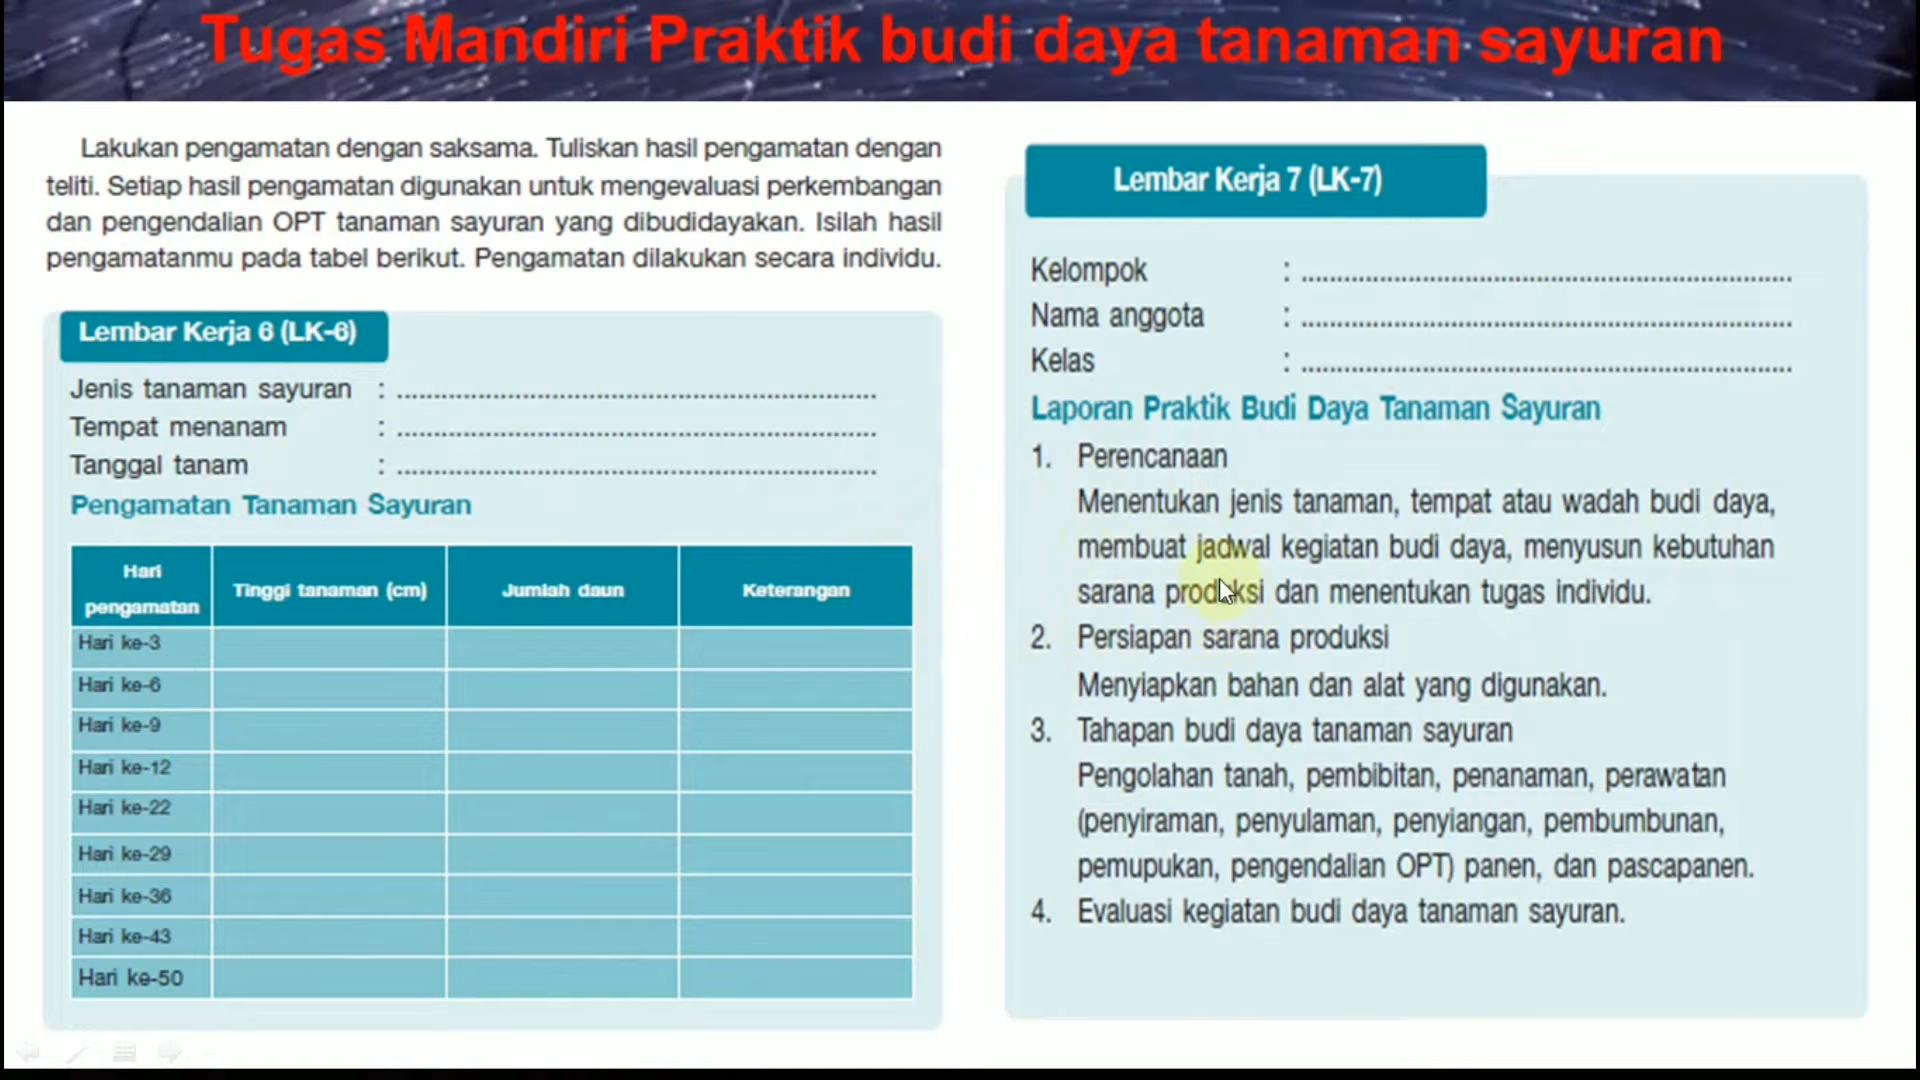 Tugas Mandiri Praktik budi daya tanaman sayuran
Lakukan pengamatan dengan saksama. Tuliskan hasil pengamatan dengan
teliti. Setiap hasil pengamatan digunakan untuk mengevaluasi perkembangan
dan pengendalian OPT tanaman sayuran yang dibudidayakan. Isilah hasil
pengamatanmu pada tabel berikut. Pengamatan dilakukan secara individu.
Lembar Kerja 6 (LK-6)
Jenis tanaman sayuran : ......................................................
Tempat menanam : ......................................................
Tanggal tanam : ......................................................
Pengamatan Tanaman Sayuran
Hari pengamatan Tinggi tanaman (cm) Jumlah daun Keterangan
Hari ke-3
Hari ke-6
Hari ke-9
Hari ke-12
Hari ke-22
Hari ke-29
Hari ke-36
Hari ke-43
Hari ke-50
Lembar Kerja 7 (LK-7)
Kelompok : ......................................................
Nama anggota : ......................................................
Kelas : ......................................................
Laporan Praktik Budi Daya Tanaman Sayuran
1. Perencanaan
Menentukan jenis tanaman, tempat atau wadah budi daya,
membuat jadwal kegiatan budi daya, menyusun kebutuhan
sarana produksi dan menentukan tugas individu.
2. Persiapan sarana produksi
Menyiapkan bahan dan alat yang digunakan.
3. Tahapan budi daya tanaman sayuran
Pengolahan tanah, pembibitan, penanaman, perawatan
(penyiraman, penyulaman, penyiangan, pembumbunan,
pemupukan, pengendalian OPT) panen, dan pascapanen.
4. Evaluasi kegiatan budi daya tanaman sayuran.